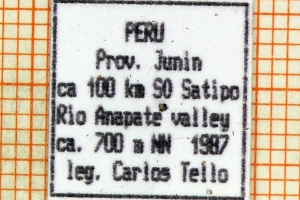 PERU
Prov. Junin
ca 100 km SO Satipo
Rio Anapate valley
ca. 700 m NN 1987
leg. Carlos Tello